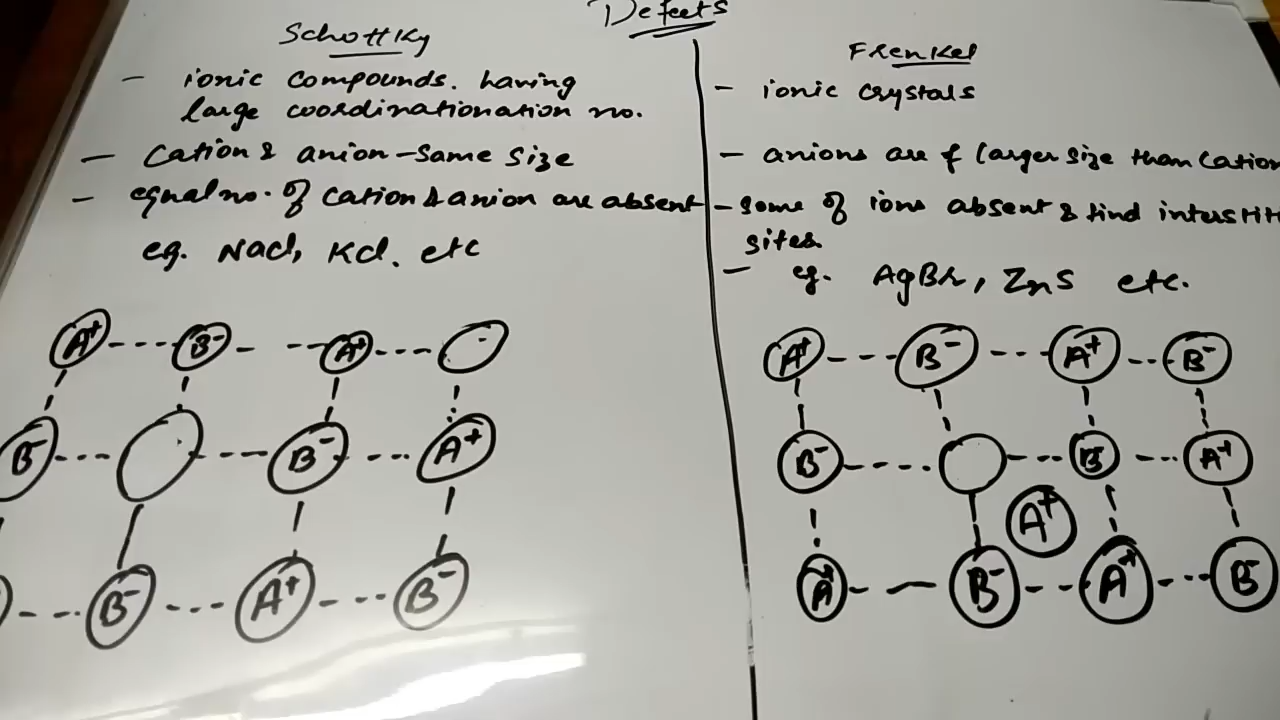 Defects
Schottky
- ionic compounds. having
large coordinationation no.
- Cation & anion - Same size
- equal no. of cation & anion are absent
eg. Nacl, Kcl. etc
A+ B- A+
B- B- A+
B- A+ B-
Frenkel
- ionic crystals
- anions are of larger size than Cation
- some of ions absent & find interstit
sites.
- eg. AgBr, ZnS etc.
A+ B- A+ B-
B- B- A+
A+
A+ B- A+ B-